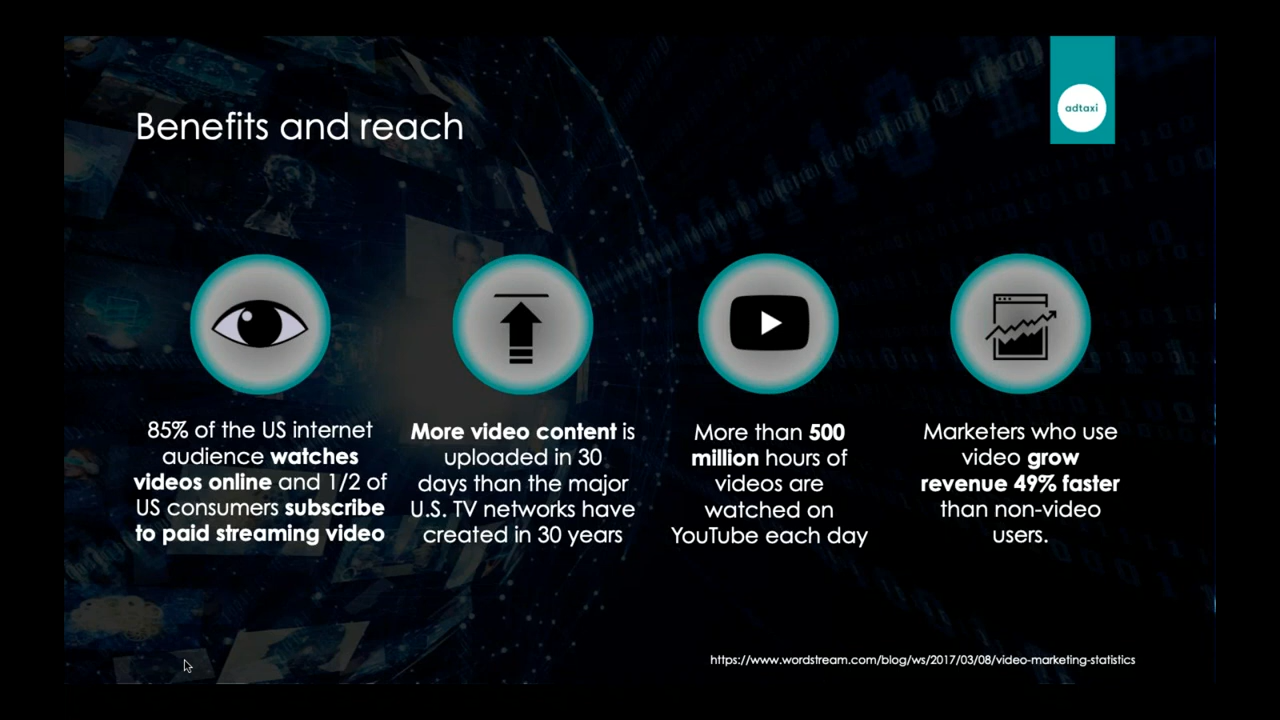 adtaxi
Benefits and reach
85% of the US internet
audience watches
videos online and 1/2 of
US consumers subscribe
to paid streaming video
More video content is
uploaded in 30
days than the major
U.S. TV networks have
created in 30 years
More than 500
million hours of
videos are
watched on
YouTube each day
Marketers who use
video grow
revenue 49% faster
than non-video
users.
https://www.wordstream.com/blog/ws/2017/03/08/video-marketing-statistics